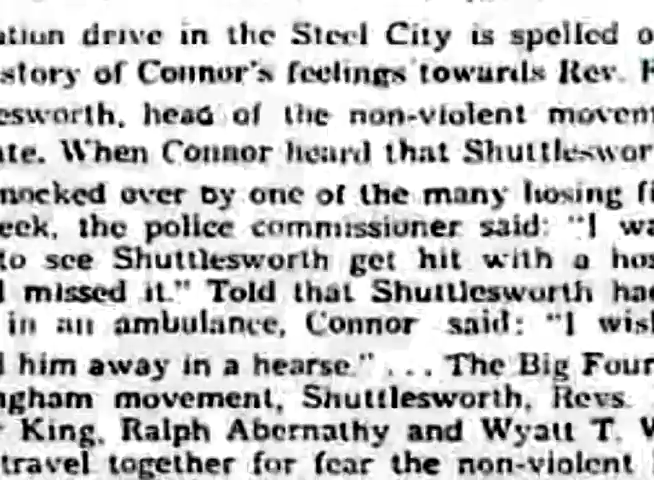 ation drive in the Steel City is spelled o
story of Connor's feelings towards Rev. F
esworth, head of the non-violent movement
ate. When Connor heard that Shuttleswor
nocked over by one of the many hosing fi
eek, the police commissioner said: "I wa
to see Shuttlesworth get hit with a hos
I missed it." Told that Shuttlesworth had
in an ambulance, Connor said: "I wish
d him away in a hearse." ... The Big Four
ngham movement, Shuttlesworth, Revs.
r King, Ralph Abernathy and Wyatt T. W
travel together for fear the non-violent